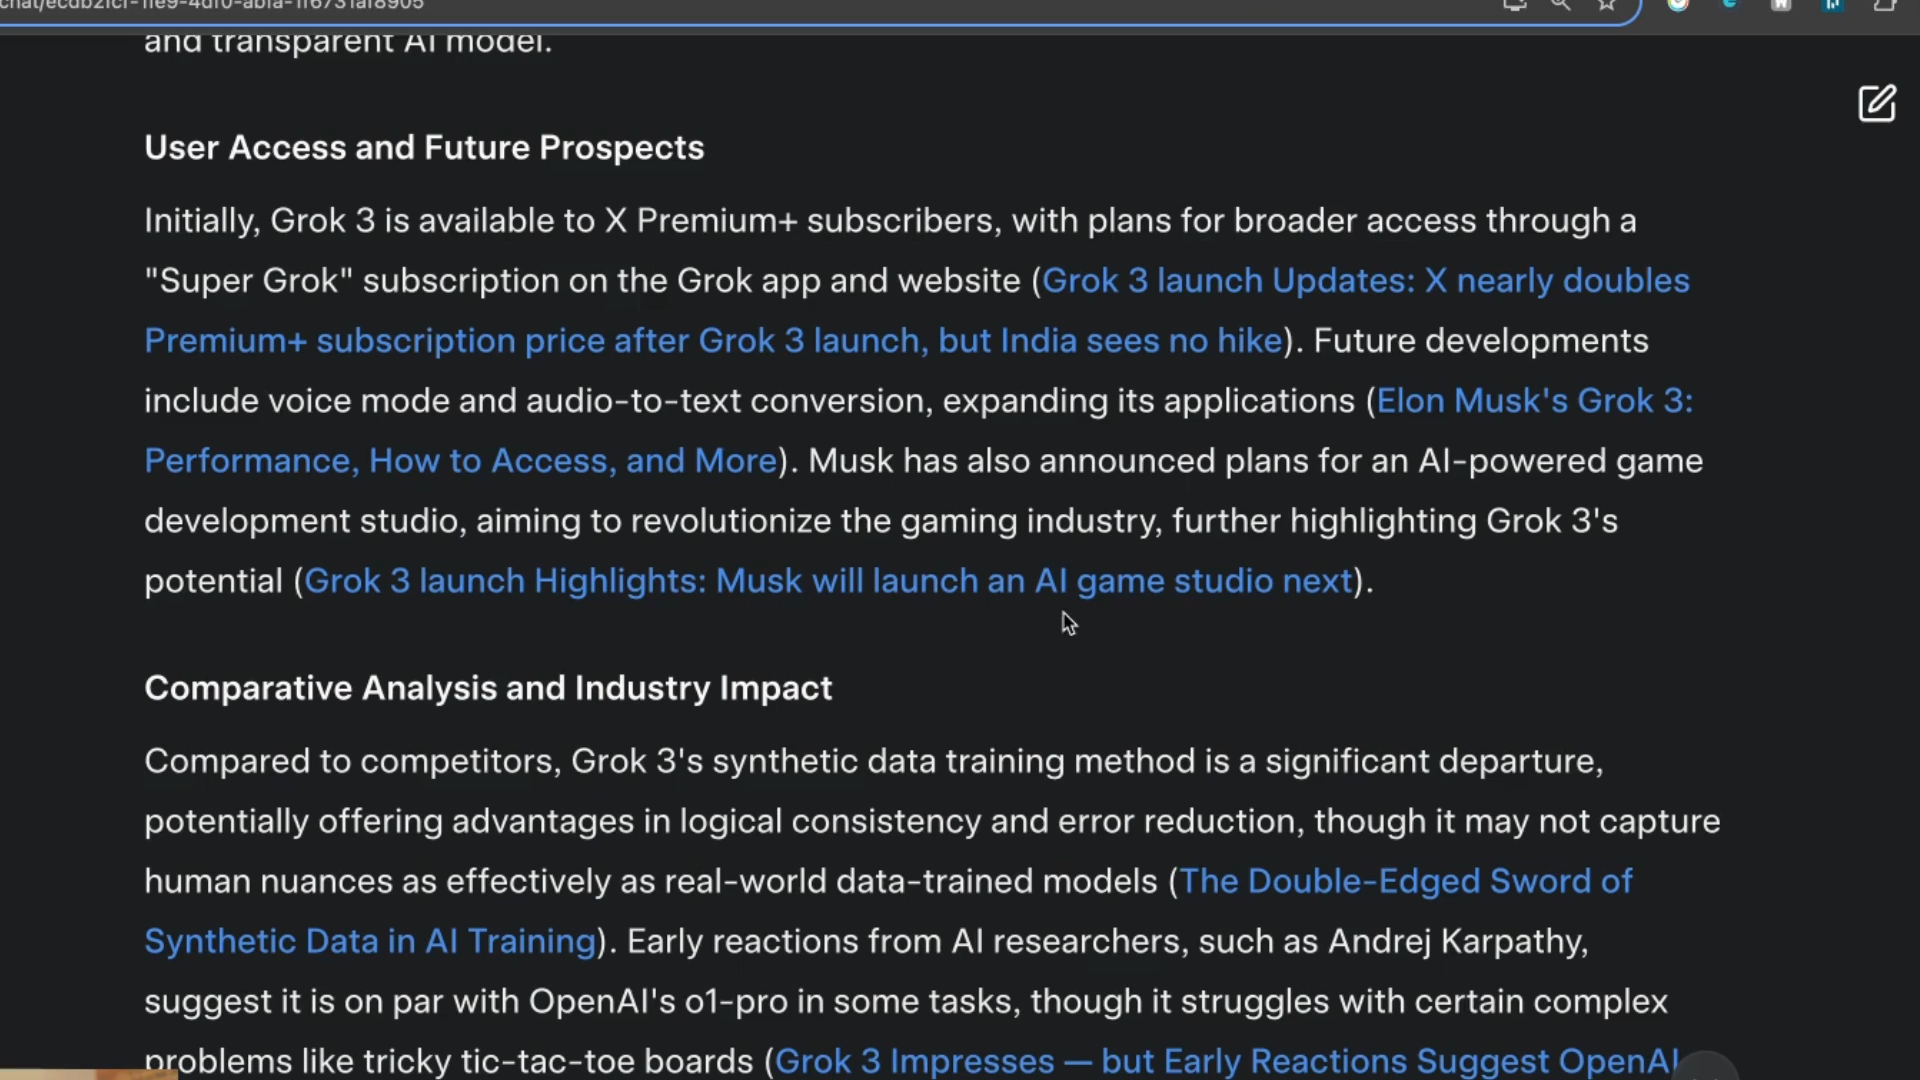 and transparent AI model.
User Access and Future Prospects
Initially, Grok 3 is available to X Premium+ subscribers, with plans for broader access through a
"Super Grok" subscription on the Grok app and website (Grok 3 launch Updates: X nearly doubles
Premium+ subscription price after Grok 3 launch, but India sees no hike). Future developments
include voice mode and audio-to-text conversion, expanding its applications (Elon Musk's Grok 3:
Performance, How to Access, and More). Musk has also announced plans for an AI-powered game
development studio, aiming to revolutionize the gaming industry, further highlighting Grok 3's
potential (Grok 3 launch Highlights: Musk will launch an AI game studio next).
Comparative Analysis and Industry Impact
Compared to competitors, Grok 3's synthetic data training method is a significant departure,
potentially offering advantages in logical consistency and error reduction, though it may not capture
human nuances as effectively as real-world data-trained models (The Double-Edged Sword of
Synthetic Data in AI Training). Early reactions from AI researchers, such as Andrej Karpathy,
suggest it is on par with OpenAI's o1-pro in some tasks, though it struggles with certain complex
problems like tricky tic-tac-toe boards (Grok 3 Impresses — but Early Reactions Suggest OpenAI